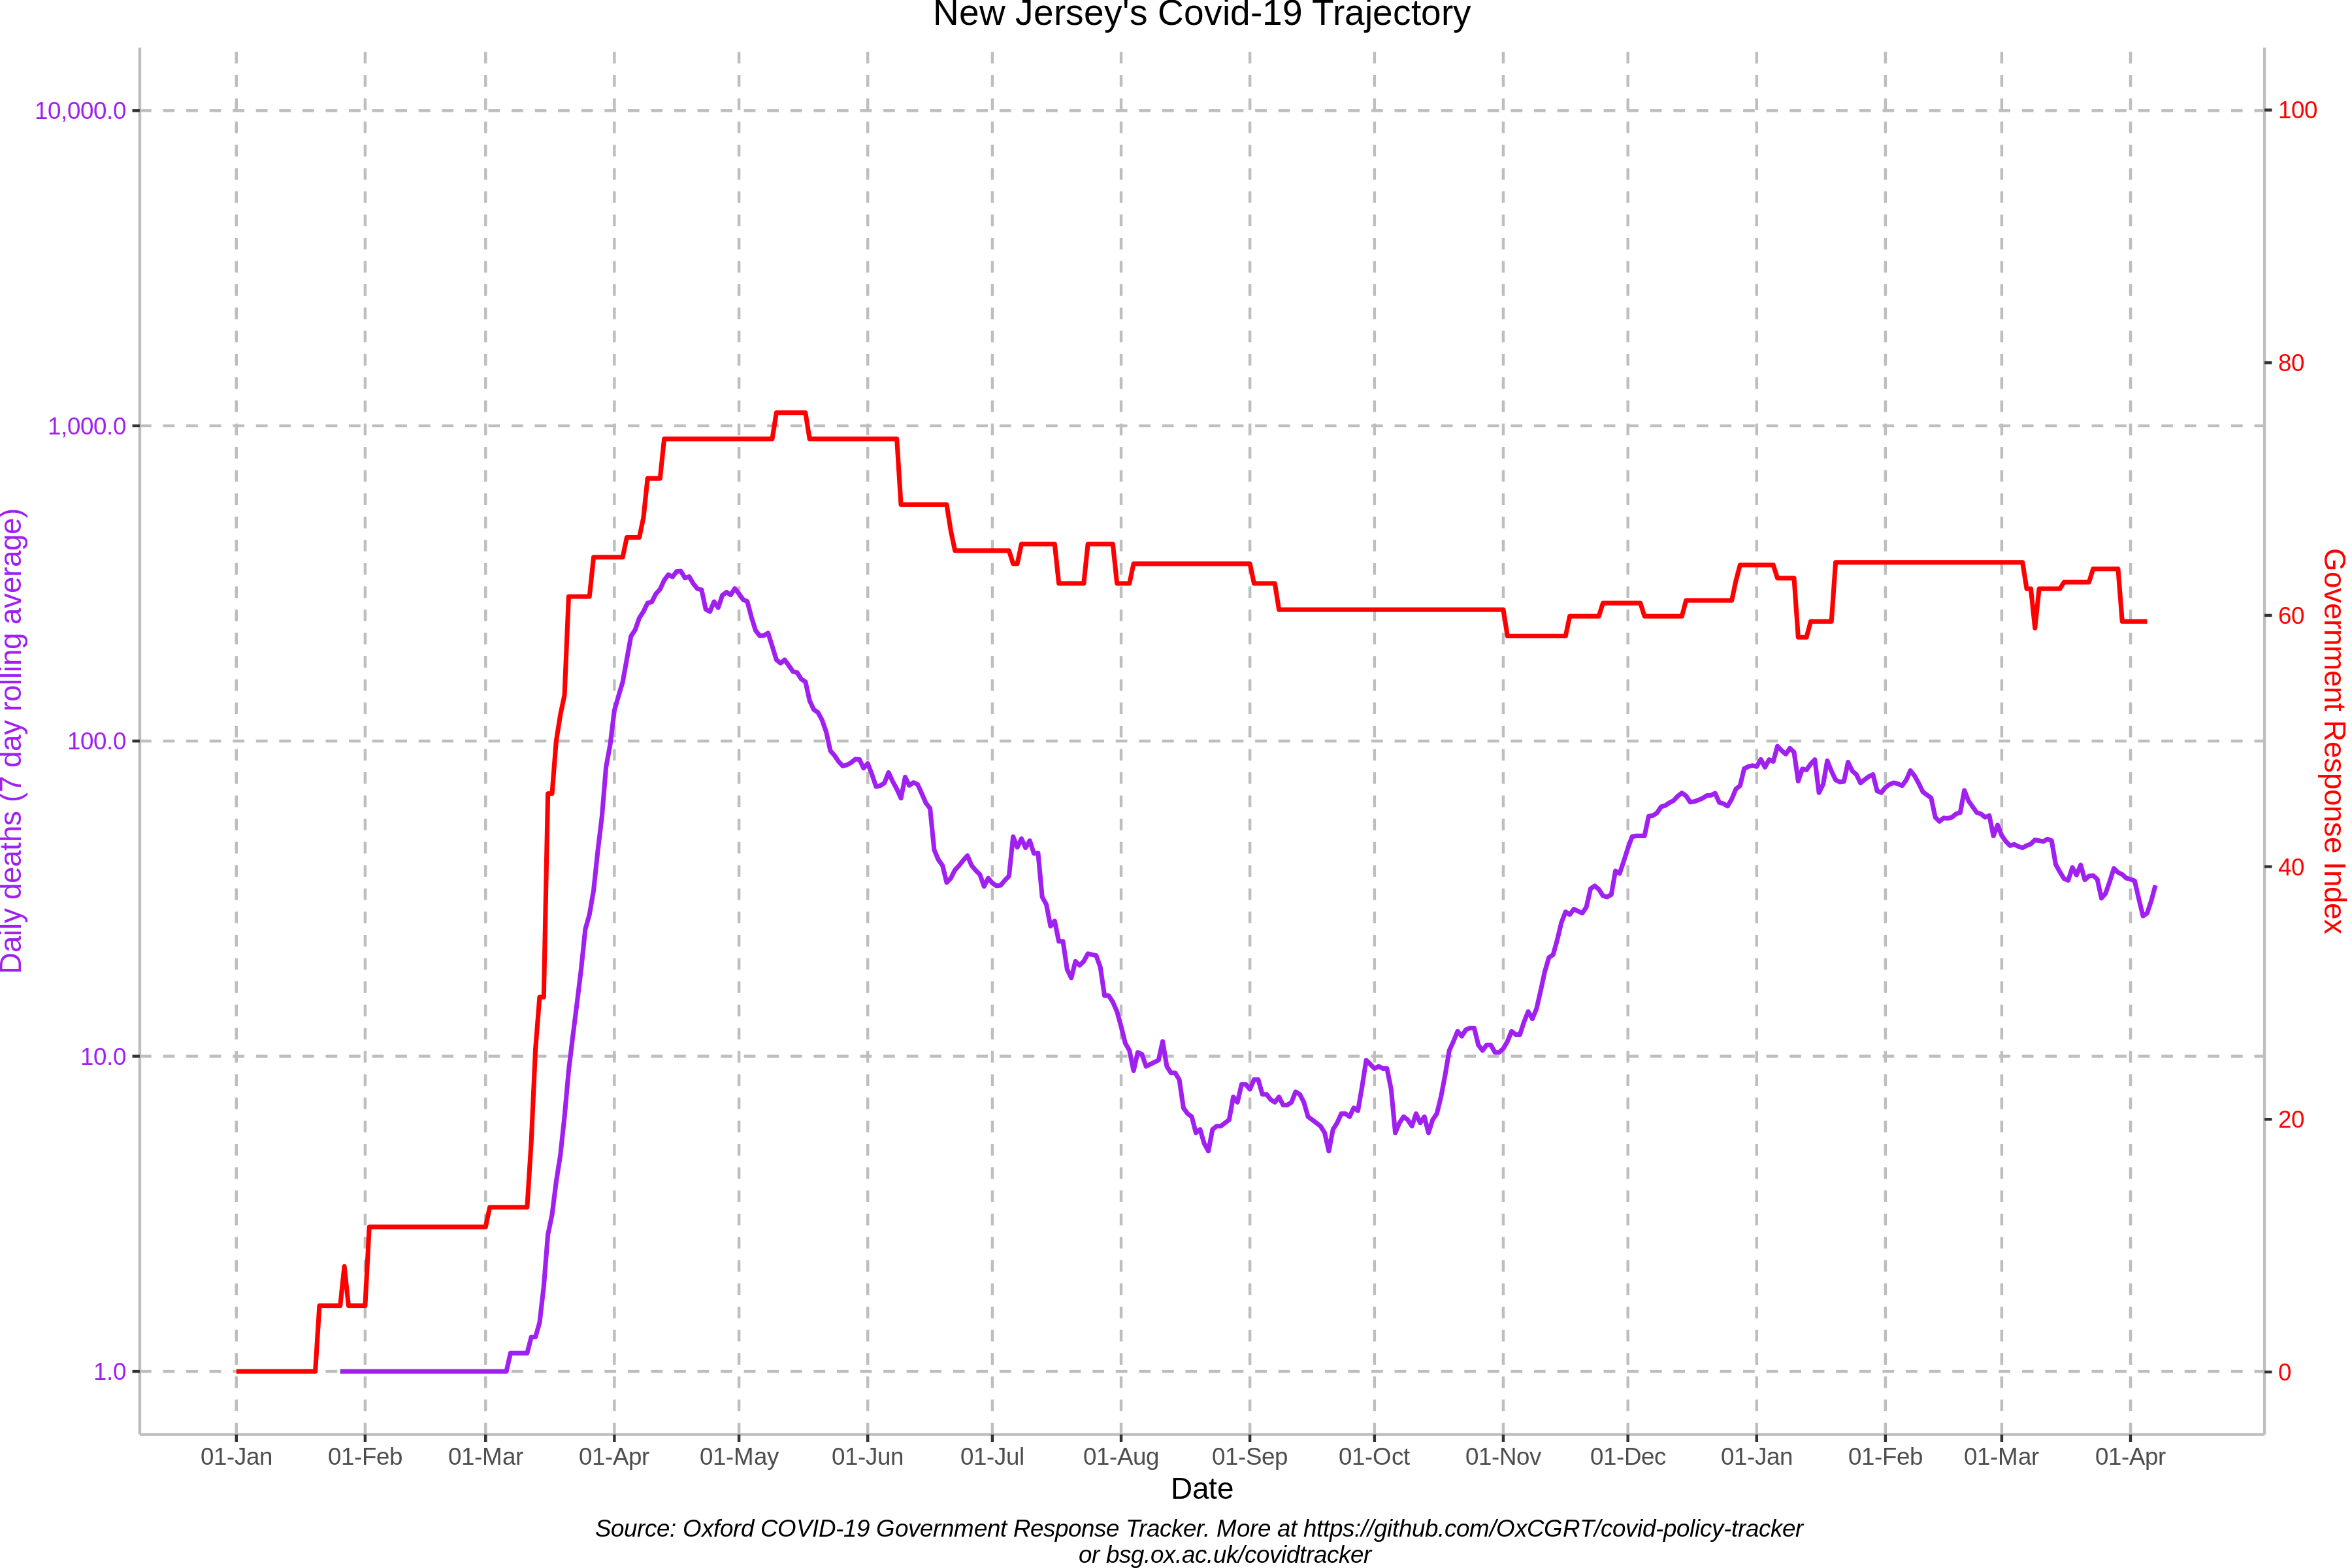 New Jersey's Covid-19 Trajectory
10,000.0
1,000.0
100.0
10.0
1.0
Daily deaths (7 day rolling average)
100
80
60
40
20
0
Government Response Index
01-Jan 01-Feb 01-Mar 01-Apr 01-May 01-Jun 01-Jul 01-Aug 01-Sep 01-Oct 01-Nov 01-Dec 01-Jan 01-Feb 01-Mar 01-Apr
Date
Source: Oxford COVID-19 Government Response Tracker. More at https://github.com/OxCGRT/covid-policy-tracker
or bsg.ox.ac.uk/covidtracker